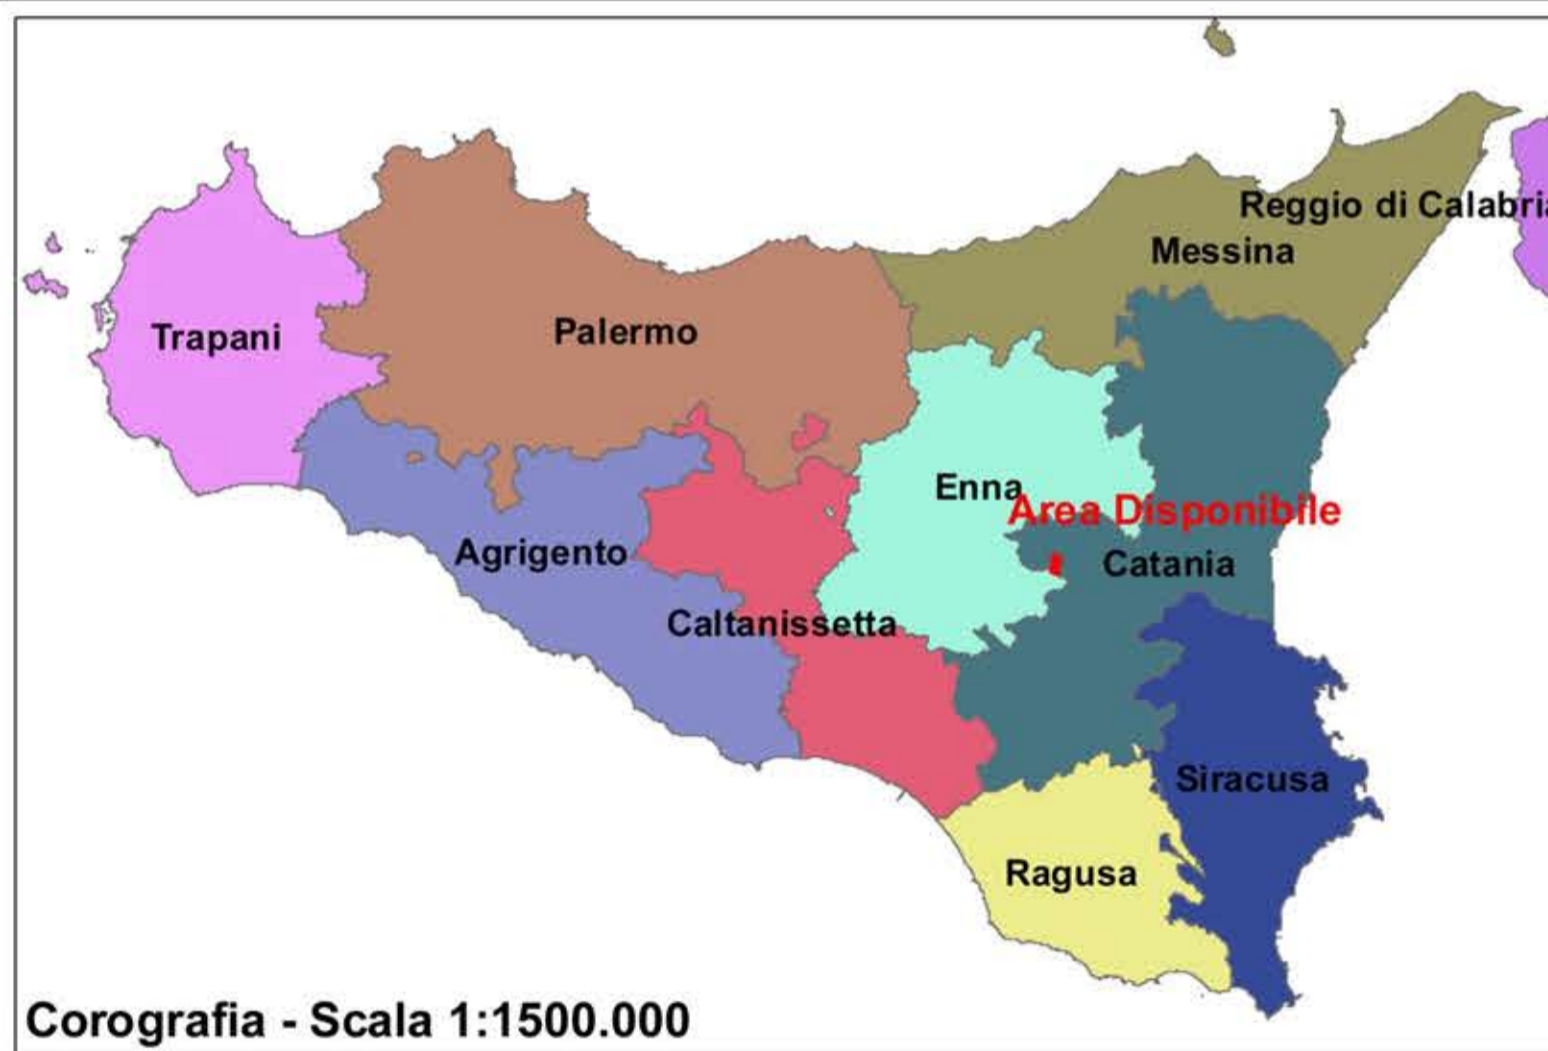 Reggio di Calabria
Messina
Trapani
Palermo
Enna
Area Disponibile
Agrigento
Catania
Caltanissetta
Siracusa
Ragusa
Corografia - Scala 1:1500.000